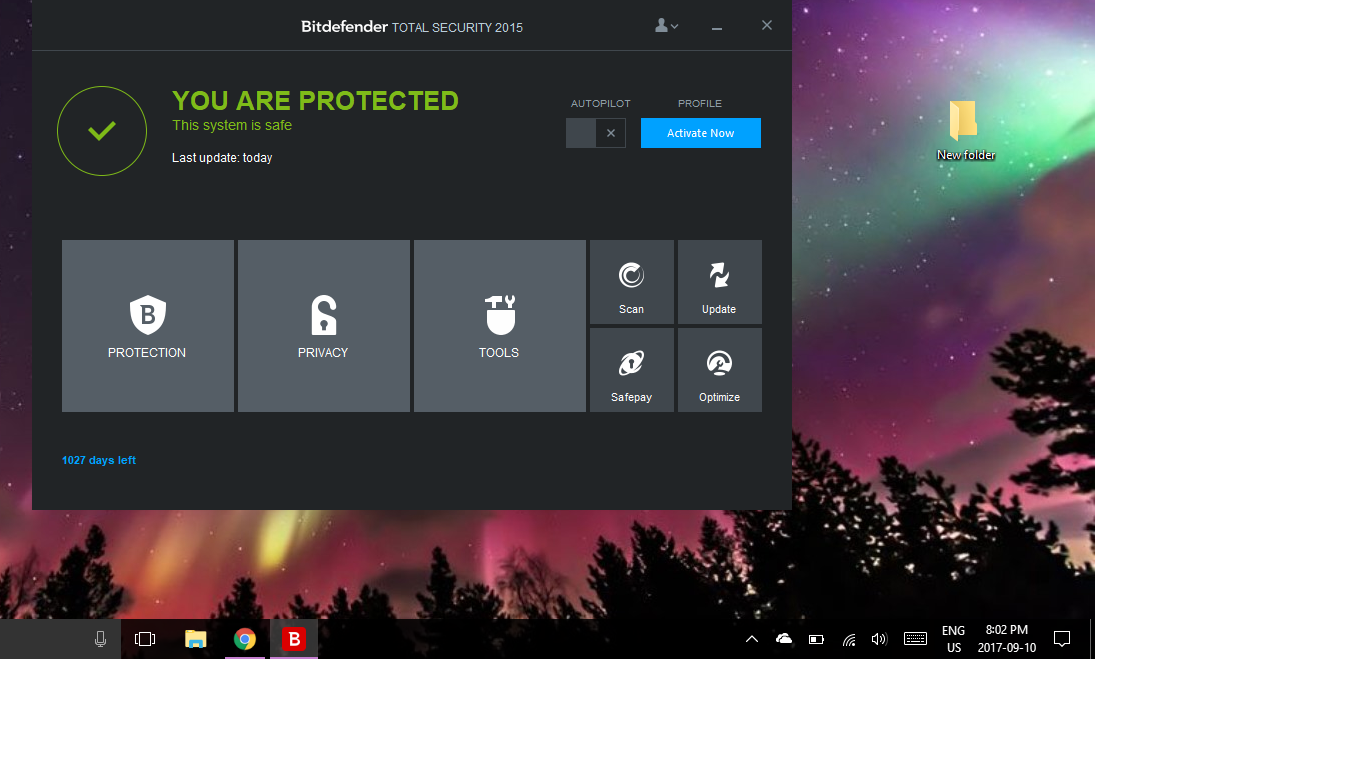 Bitdefender TOTAL SECURITY 2015
YOU ARE PROTECTED
This system is safe
Last update: today
AUTOPILOT
PROFILE
Activate Now
New folder
PROTECTION
PRIVACY
TOOLS
Scan
Update
Safepay
Optimize
1027 days left
B
ENG
US
8:02 PM
2017-09-10